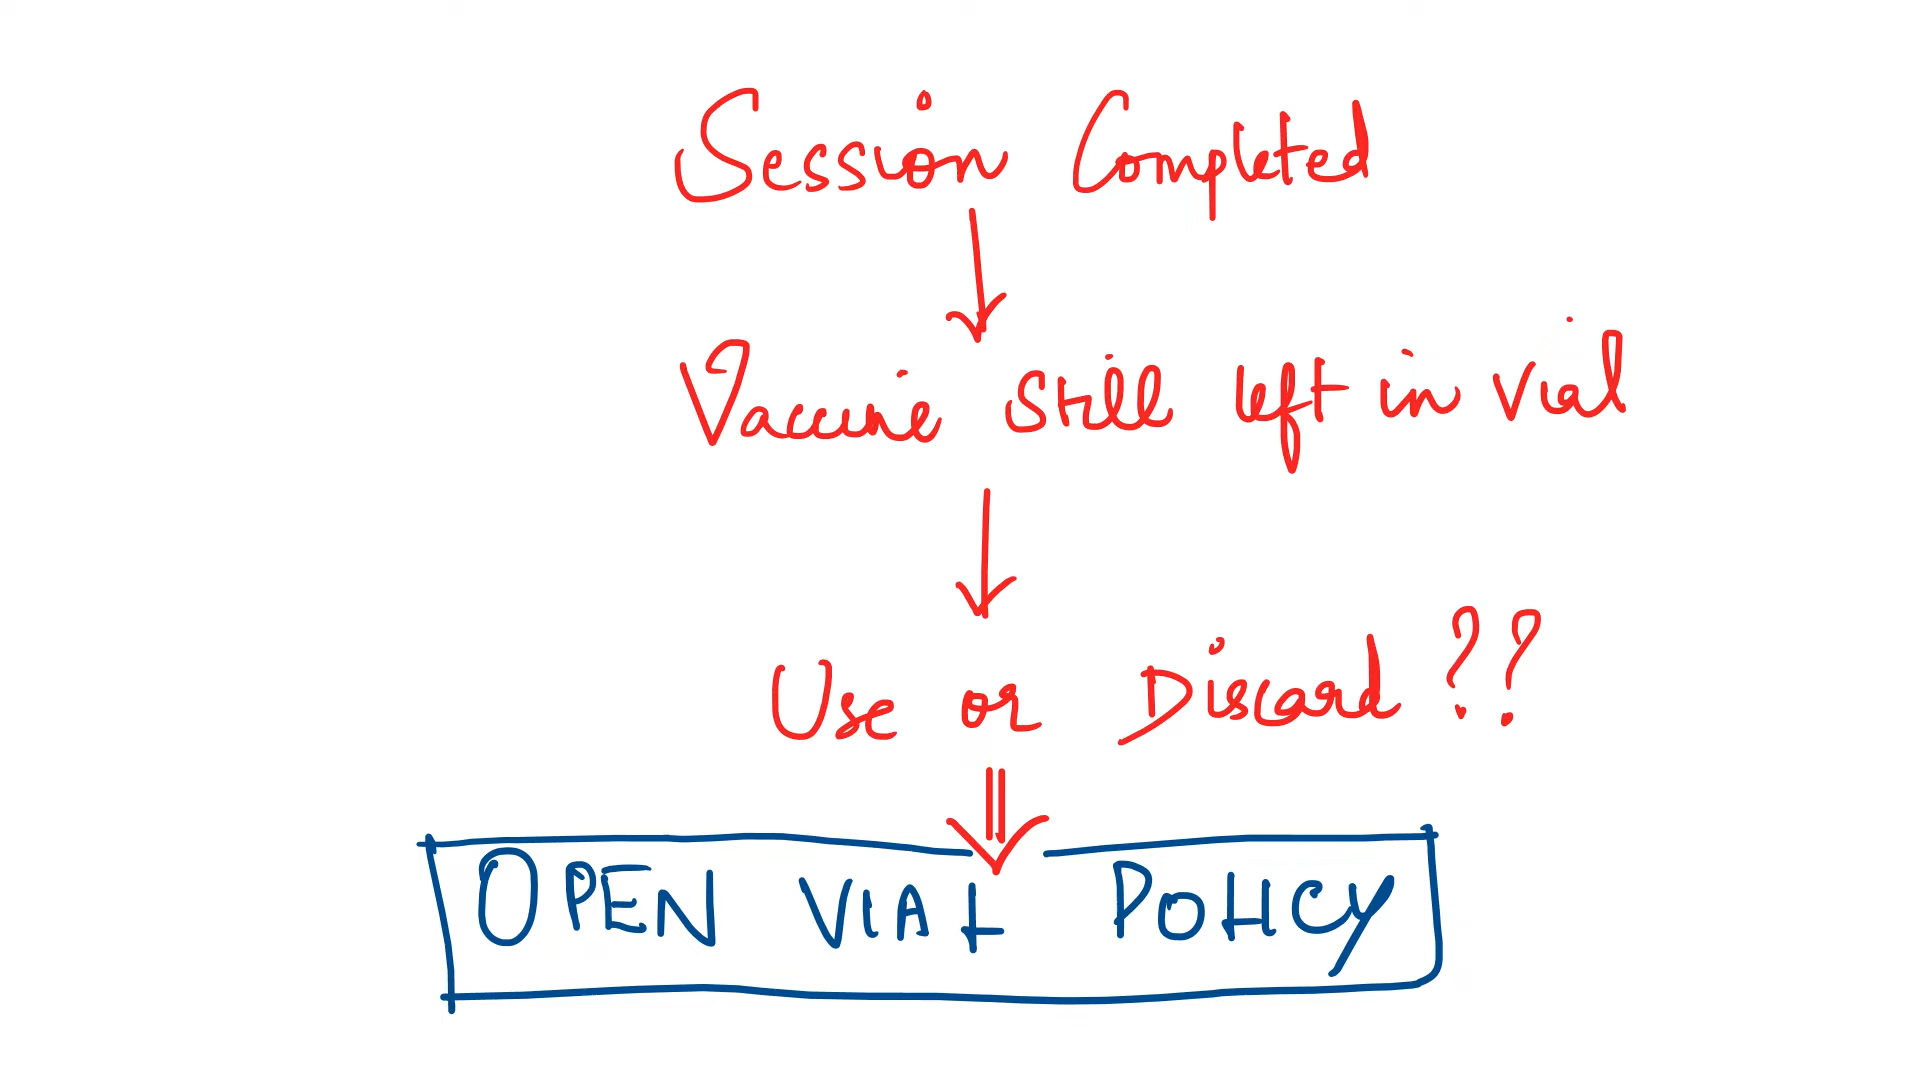 Session Completed
Vaccine still left in vial
Use or Discard ??
OPEN VIAL POLICY